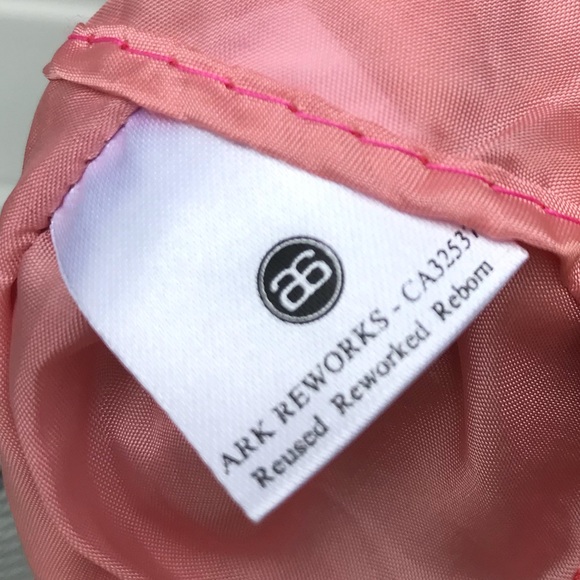 ARK REWORKS - CA3253
Reused Reworked Reborn